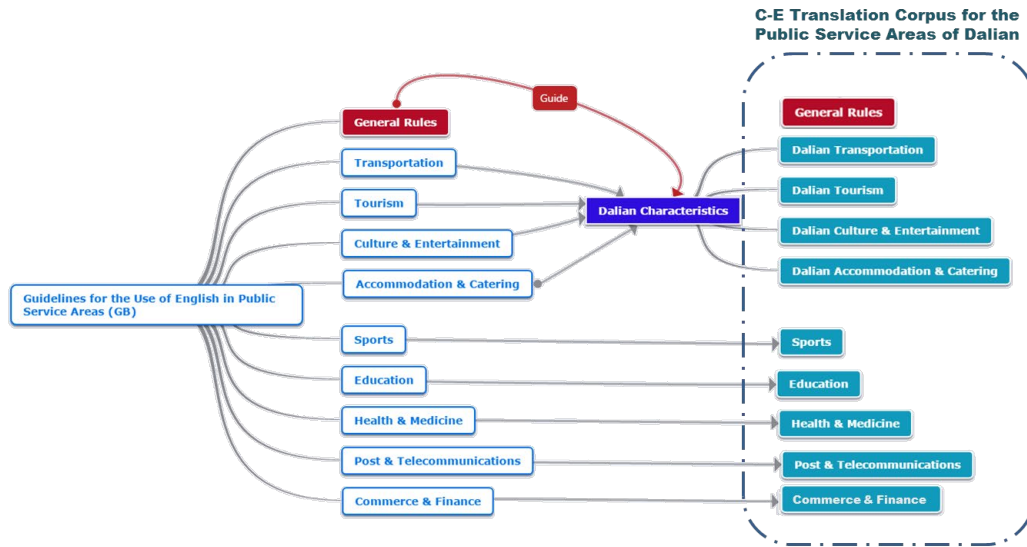 C-E Translation Corpus for the
Public Service Areas of Dalian
Guide
General Rules
Transportation
Tourism
Culture & Entertainment
Accommodation & Catering
Guidelines for the Use of English in Public
Service Areas (GB)
Sports
Education
Health & Medicine
Post & Telecommunications
Commerce & Finance
Dalian Characteristics
General Rules
Dalian Transportation
Dalian Tourism
Dalian Culture & Entertainment
Dalian Accommodation & Catering
Sports
Education
Health & Medicine
Post & Telecommunications
Commerce & Finance